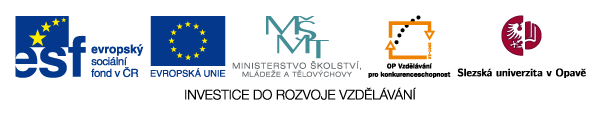 esf evropský
sociální
fond v ČR
EVROPSKÁ UNIE
MŠMT
MINISTERSTVO ŠKOLSTVÍ,
MLÁDEŽE A TĚLOVÝCHOVY
OP Vzdělávání
pro konkurenceschopnost
Slezská univerzita v Opavě
INVESTICE DO ROZVOJE VZDĚLÁVÁNÍ